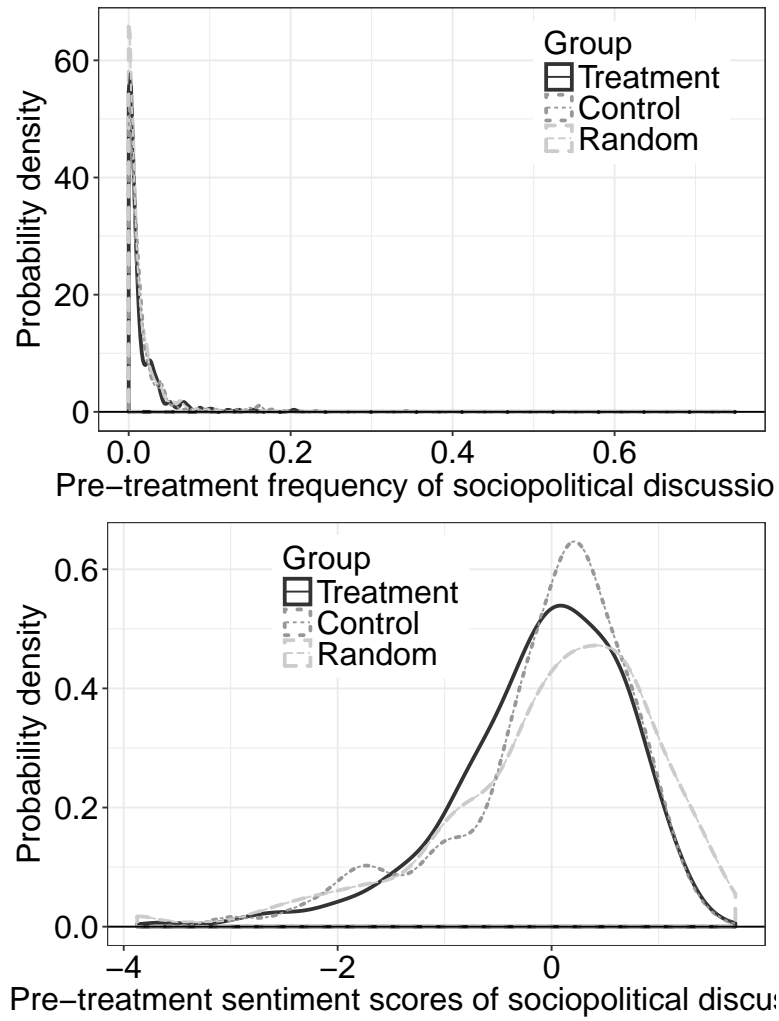 Probability density
60
40
20
0
Group
Treatment
Control
Random
0.0 0.2 0.4 0.6
Pre−treatment frequency of sociopolitical discussio
Probability density
0.6
0.4
0.2
0.0
Group
Treatment
Control
Random
−4 −2 0
Pre−treatment sentiment scores of sociopolitical discus